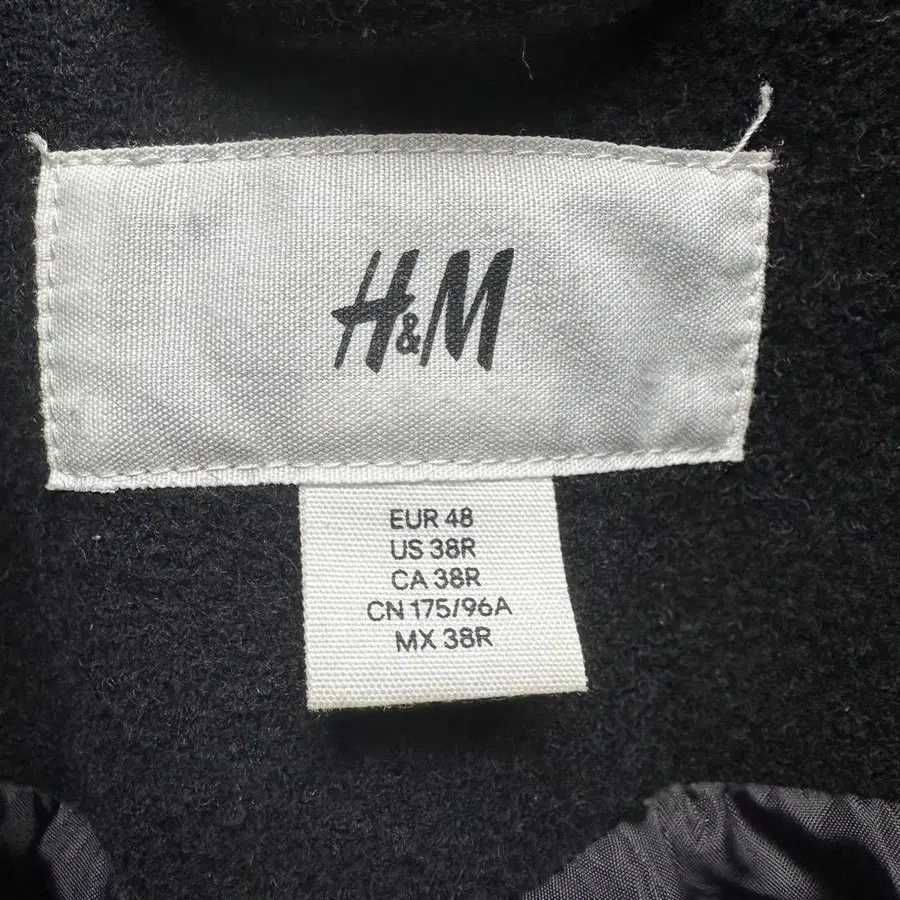 H&M
EUR 48
US 38R
CA 38R
CN 175/96A
MX 38R